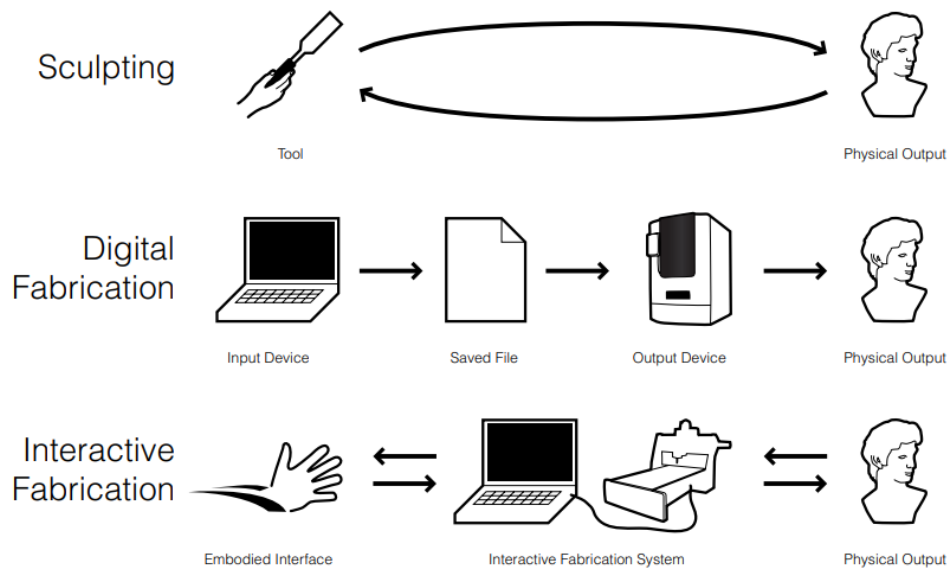 Sculpting
Tool
Physical Output
Digital
Fabrication
Input Device
Saved File
Output Device
Physical Output
Interactive
Fabrication
Embodied Interface
Interactive Fabrication System
Physical Output